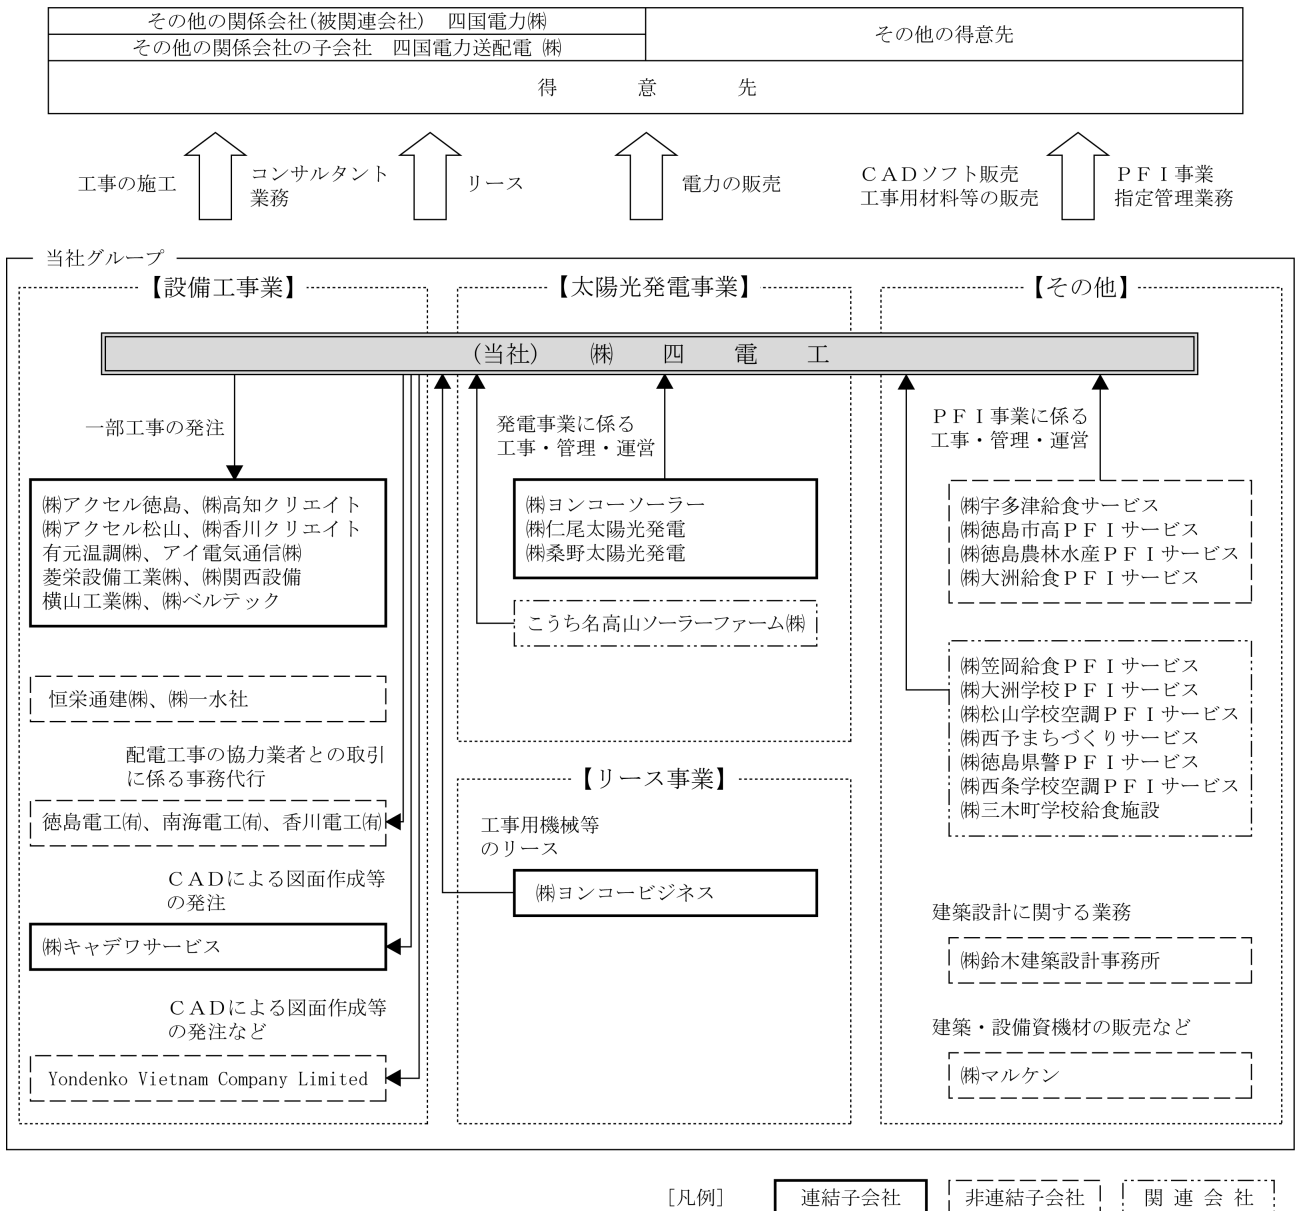 その他の関係会社(被関連会社)　四国電力㈱
その他の関係会社の子会社　四国電力送配電 ㈱
その他の得意先
得　意　先
工事の施工
コンサルタント
業務
リース
電力の販売
ＣＡＤソフト販売
工事用材料等の販売
ＰＦＩ事業
指定管理業務
当社グループ
【設備工事業】
【太陽光発電事業】
【その他】
(当社)　㈱　四　電　工
一部工事の発注
㈱アクセル徳島、㈱高知クリエイト
㈱アクセル松山、㈱香川クリエイト
有元温調㈱、アイ電気通信㈱
菱栄設備工業㈱、㈱関西設備
横山工業㈱、㈱ベルテック
恒栄通建㈱、㈱一水社
配電工事の協力業者との取引
に係る事務代行
徳島電工㈲、南海電工㈲、香川電工㈲
ＣＡＤによる図面作成等
の発注
㈱キャデワサービス
ＣＡＤによる図面作成等
の発注など
Yondenko Vietnam Company Limited
発電事業に係る
工事・管理・運営
㈱ヨンコーソーラー
㈱仁尾太陽光発電
㈱桑野太陽光発電
こうち名高山ソーラーファーム㈱
【リース事業】
工事用機械等
のリース
㈱ヨンコービジネス
ＰＦＩ事業に係る
工事・管理・運営
㈱宇多津給食サービス
㈱徳島市高ＰＦＩサービス
㈱徳島農林水産ＰＦＩサービス
㈱大洲給食ＰＦＩサービス
㈱笠岡給食ＰＦＩサービス
㈱大洲学校ＰＦＩサービス
㈱松山学校空調ＰＦＩサービス
㈱西予まちづくりサービス
㈱徳島県警ＰＦＩサービス
㈱西条学校空調ＰＦＩサービス
㈱三木町学校給食施設
建築設計に関する業務
㈱鈴木建築設計事務所
建築・設備資機材の販売など
㈱マルケン
［凡例］
連結子会社
非連結子会社
関 連 会 社